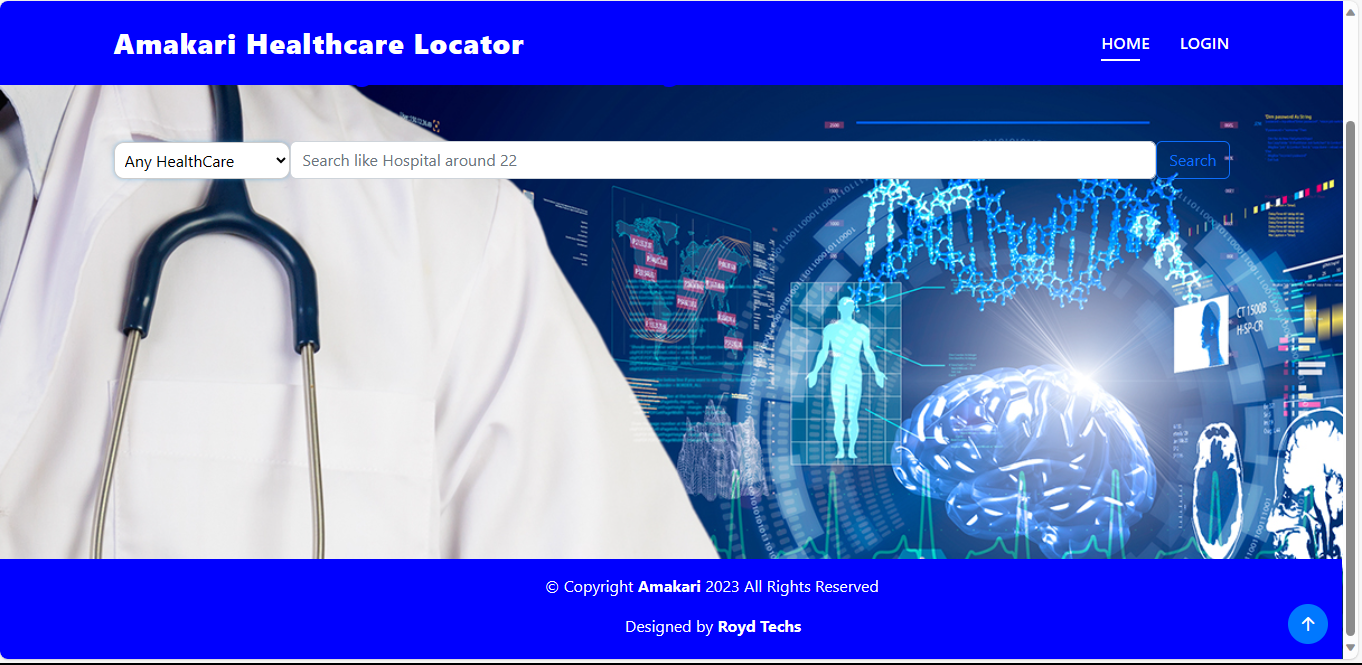 Amakari Healthcare Locator
HOME LOGIN
Any HealthCare Search like Hospital around 22 Search
CT 1500B
H-SP-CR
© Copyright Amakari 2023 All Rights Reserved
Designed by Royd Techs